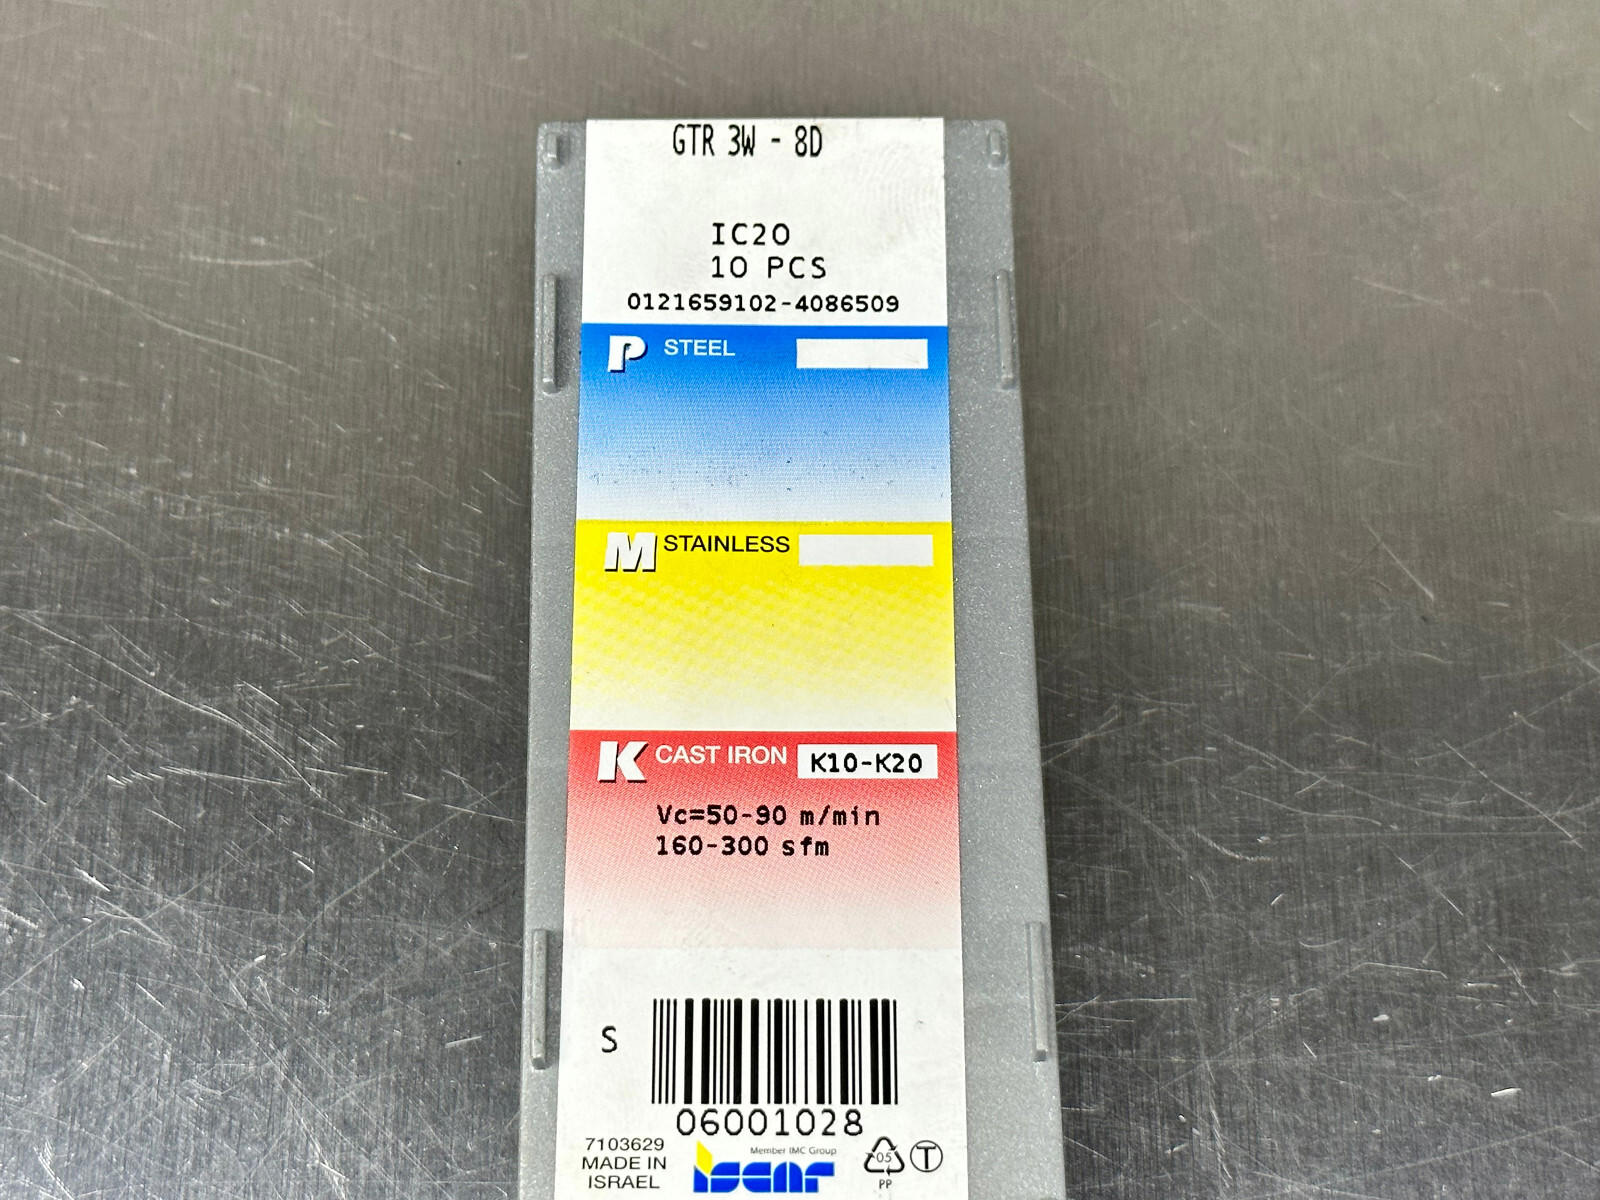 GTR 3W - 8D
IC20
10 PCS
0121659102-4086509
P STEEL
M STAINLESS
K CAST IRON K10-K20
Vc=50-90 m/min
160-300 sfm
S
06001028
7103629
MADE IN
ISRAEL
Member IMC Group
iscar
05
PP
T